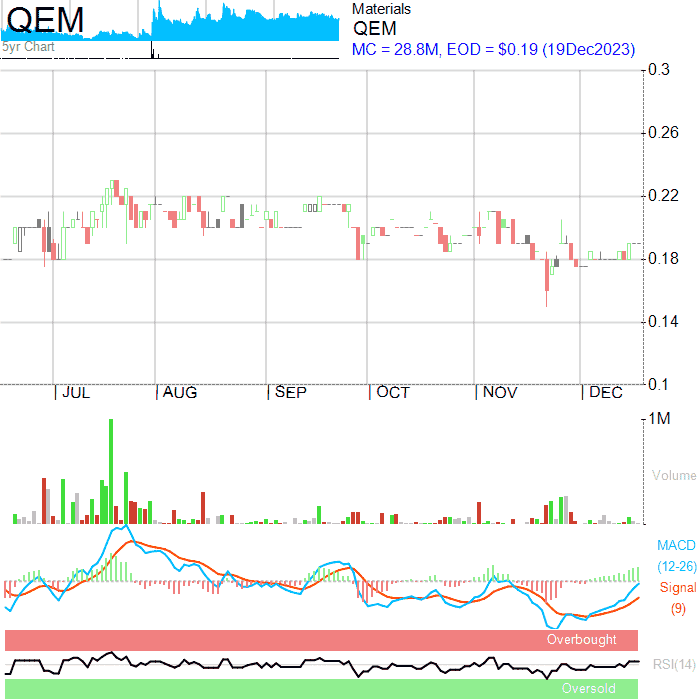 QEM
5yr Chart
Materials
QEM
MC = 28.8M, EOD = $0.19 (19Dec2023)
0.3
0.26
0.22
0.18
0.14
0.1
JUL
AUG
SEP
OCT
NOV
DEC
1M
Volume
MACD
(12-26)
Signal
(9)
Overbought
RSI(14)
Oversold